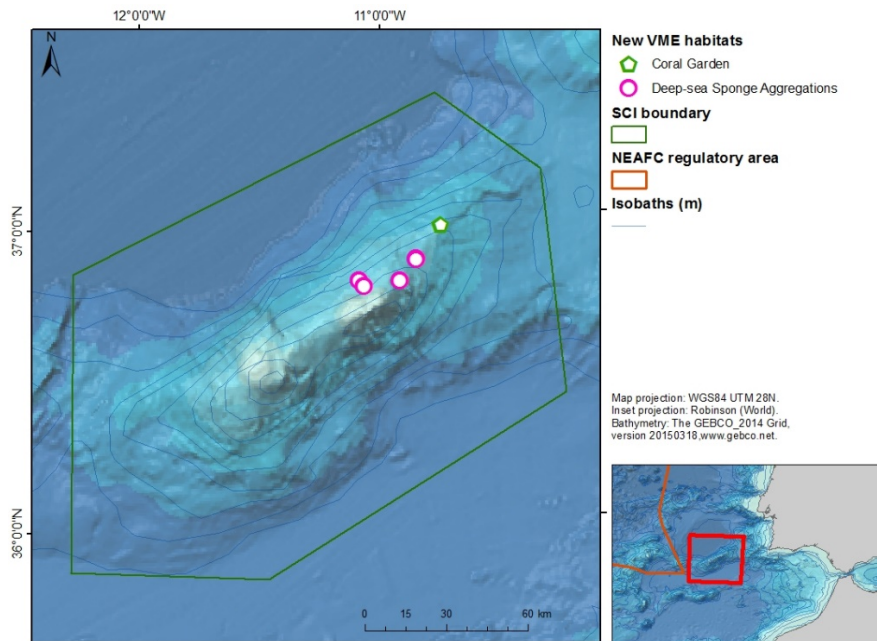 12°0'0"W
11°0'0"W
N
37°0'0"N
36°0'0"N
0 15 30 60 km
New VME habitats
Coral Garden
Deep-sea Sponge Aggregations
SCI boundary
NEAFC regulatory area
Isobaths (m)
Map projection: WGS84 UTM 28N.
Inset projection: Robinson (World).
Bathymetry: The GEBCO_2014 Grid,
version 20150318,www.gebco.net.